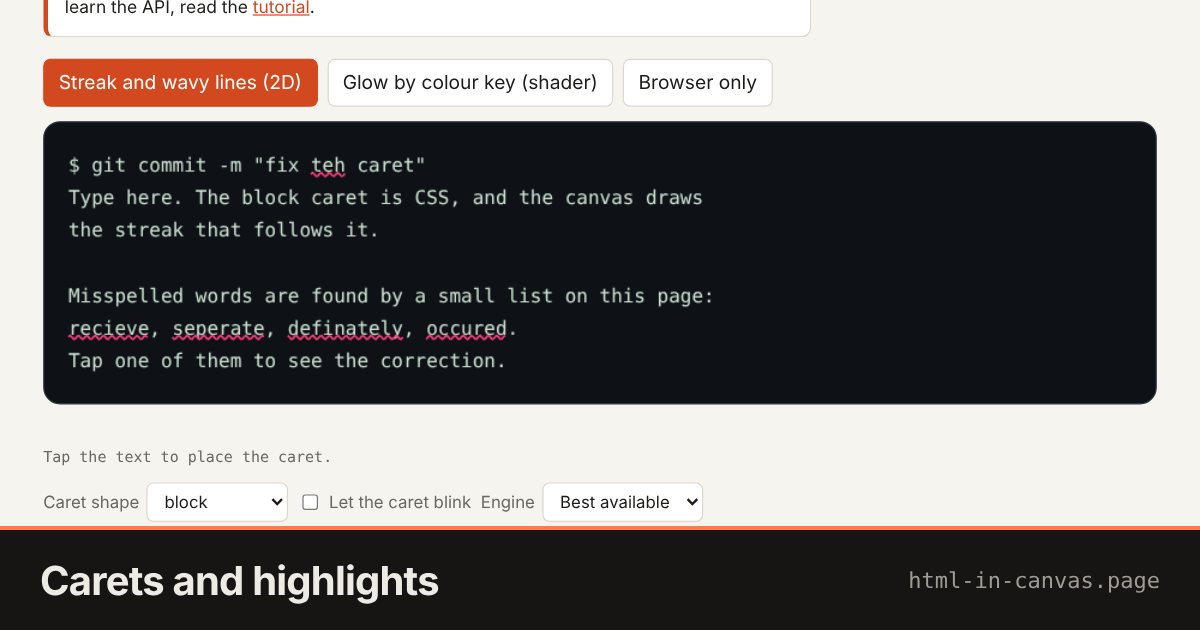 learn the API, read the tutorial.
Streak and wavy lines (2D)
Glow by colour key (shader)
Browser only
$ git commit -m "fix teh caret"
Type here. The block caret is CSS, and the canvas draws
the streak that follows it.
Misspelled words are found by a small list on this page:
recieve, seperate, definately, occured.
Tap one of them to see the correction.
Tap the text to place the caret.
Caret shape block Let the caret blink Engine Best available
Carets and highlights
html-in-canvas.page